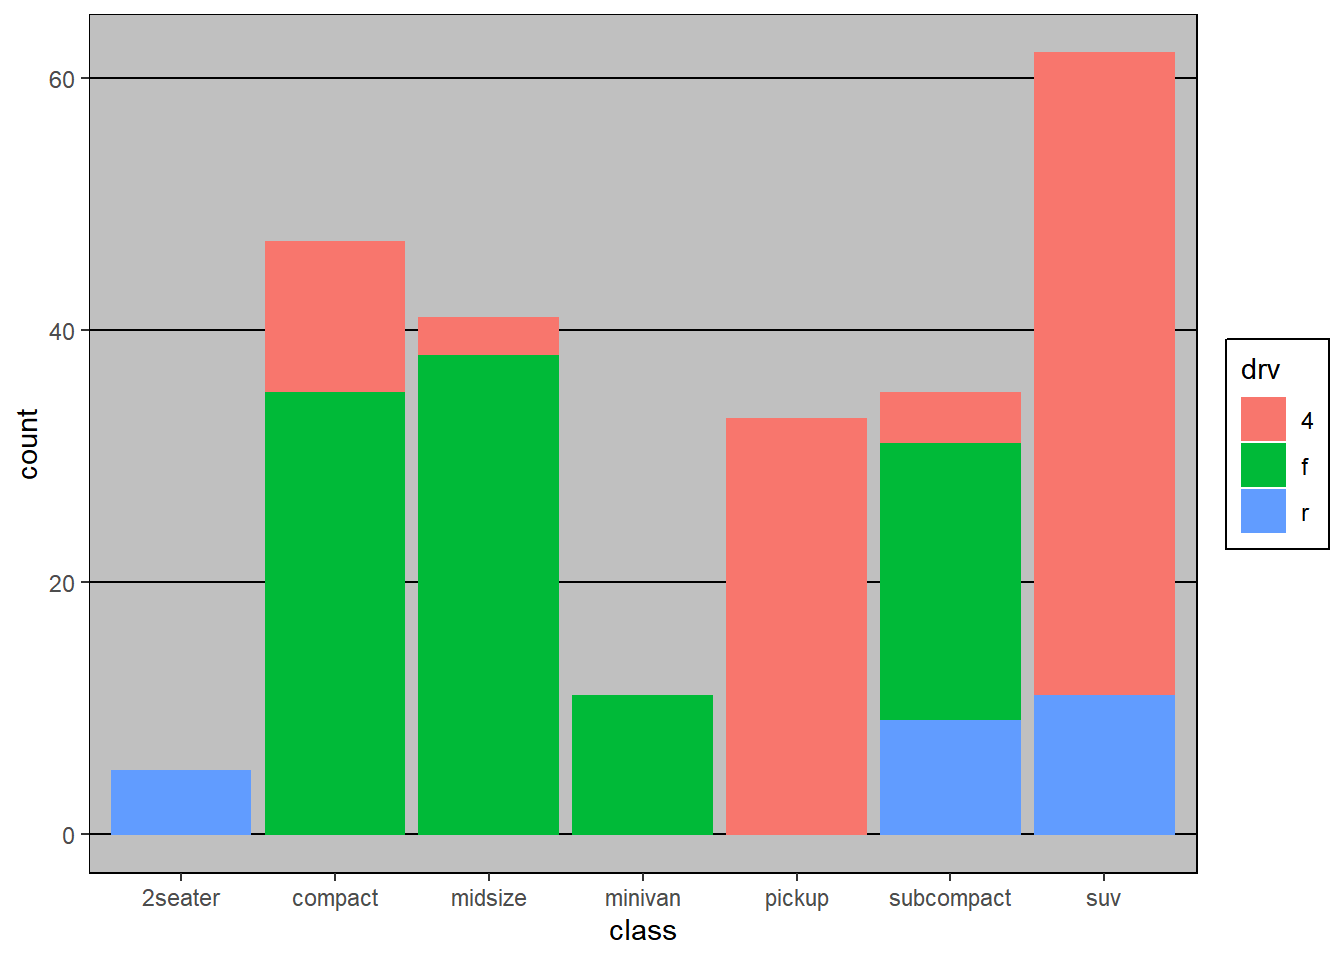 60
40
20
0
count
2seater compact midsize minivan pickup subcompact suv
class
drv
4
f
r